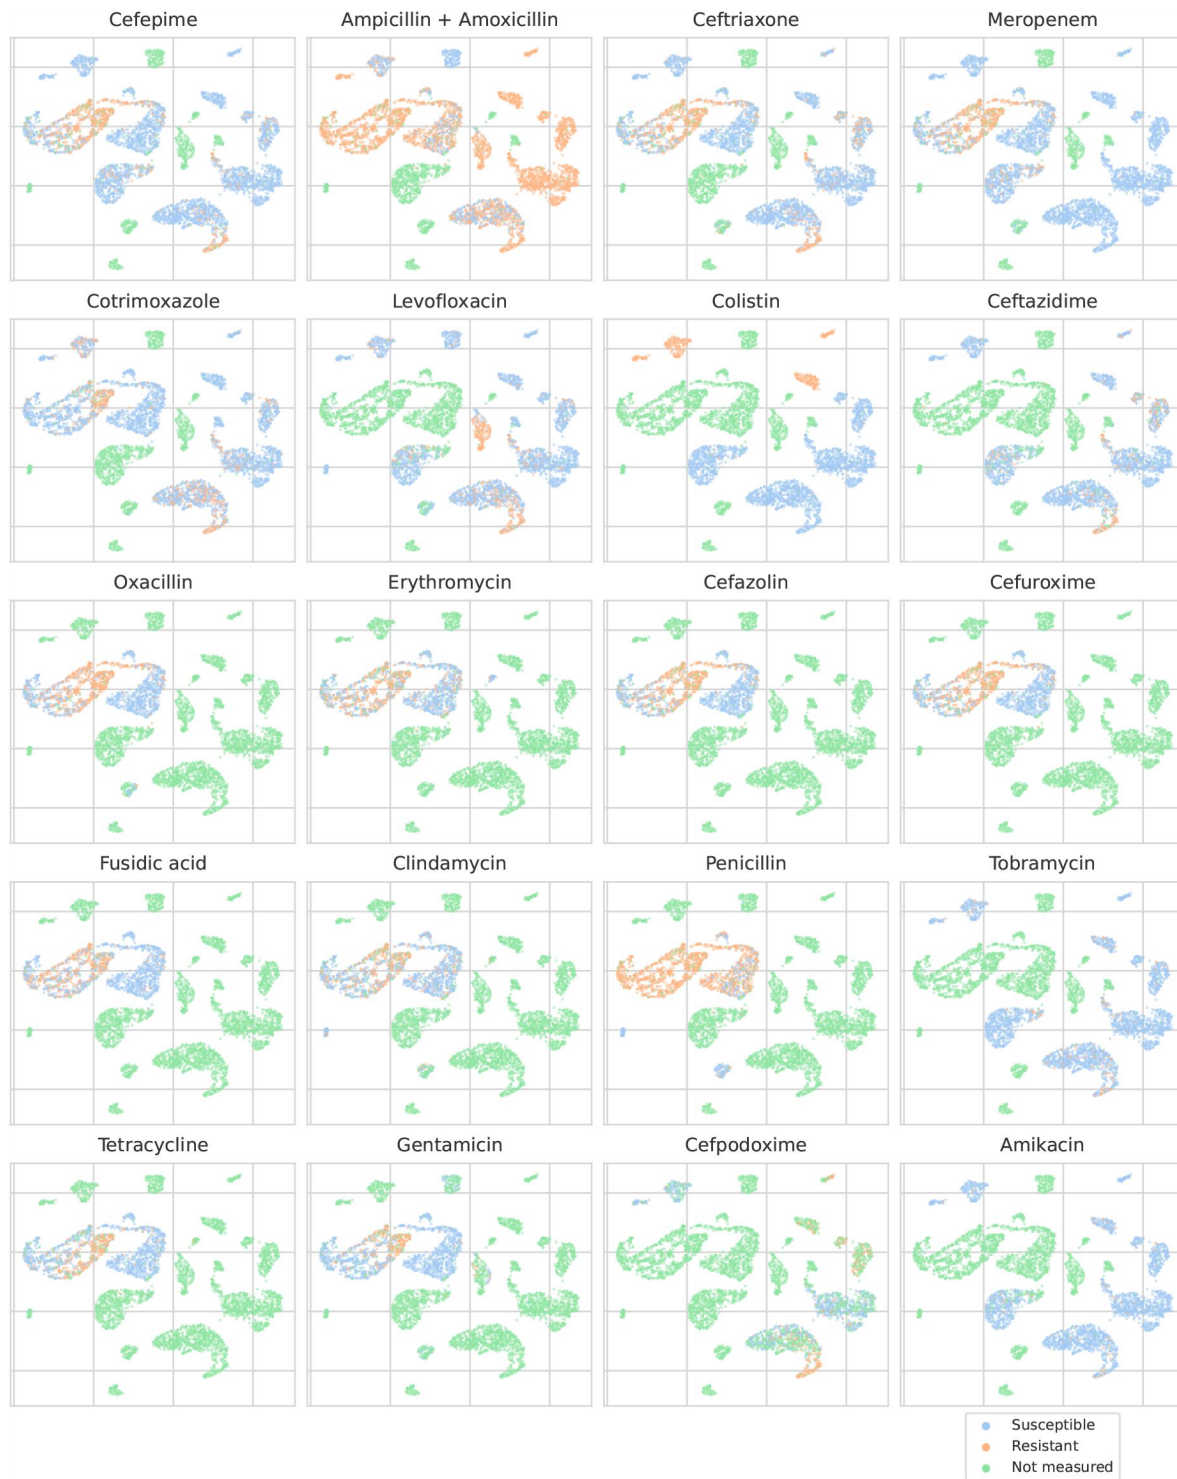 Cefepime
Ampicillin + Amoxicillin
Ceftriaxone
Meropenem
Cotrimoxazole
Levofloxacin
Colistin
Ceftazidime
Oxacillin
Erythromycin
Cefazolin
Cefuroxime
Fusidic acid
Clindamycin
Penicillin
Tobramycin
Tetracycline
Gentamicin
Cefpodoxime
Amikacin
Susceptible
Resistant
Not measured